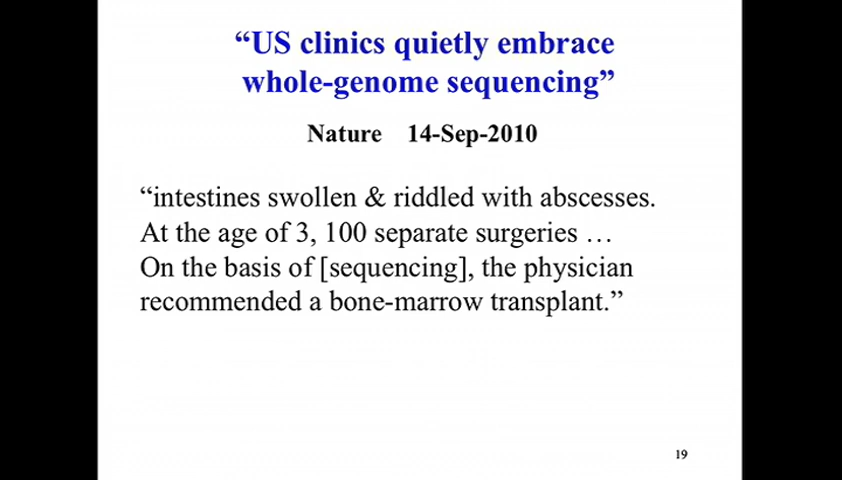 “US clinics quietly embrace
whole-genome sequencing”
Nature 14-Sep-2010
“intestines swollen & riddled with abscesses.
At the age of 3, 100 separate surgeries …
On the basis of [sequencing], the physician
recommended a bone-marrow transplant.”
19